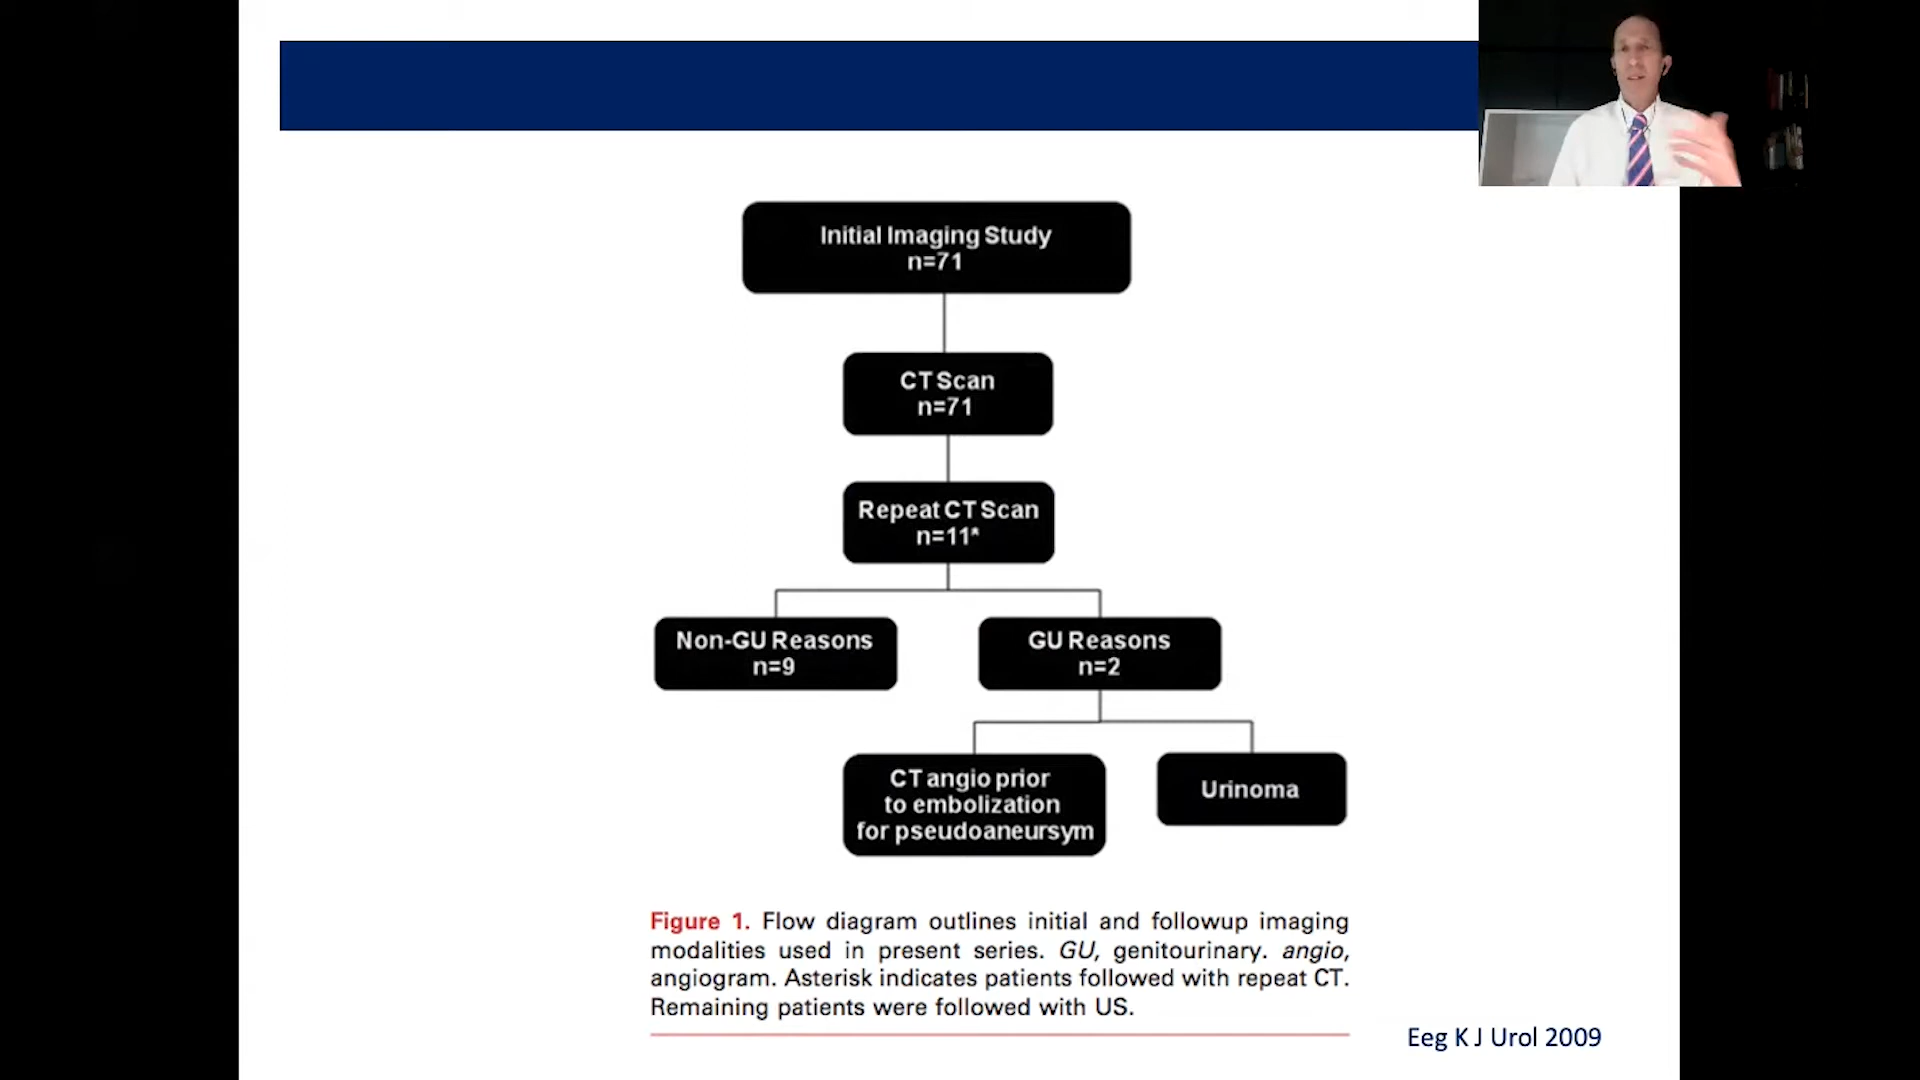 Initial Imaging Study
n=71
CT Scan
n=71
Repeat CT Scan
n=11*
Non-GU Reasons
n=9
GU Reasons
n=2
CT angio prior
to embolization
for pseudoaneursym
Urinoma
Figure 1. Flow diagram outlines initial and followup imaging
modalities used in present series. GU, genitourinary. angio,
angiogram. Asterisk indicates patients followed with repeat CT.
Remaining patients were followed with US.
Eeg K J Urol 2009